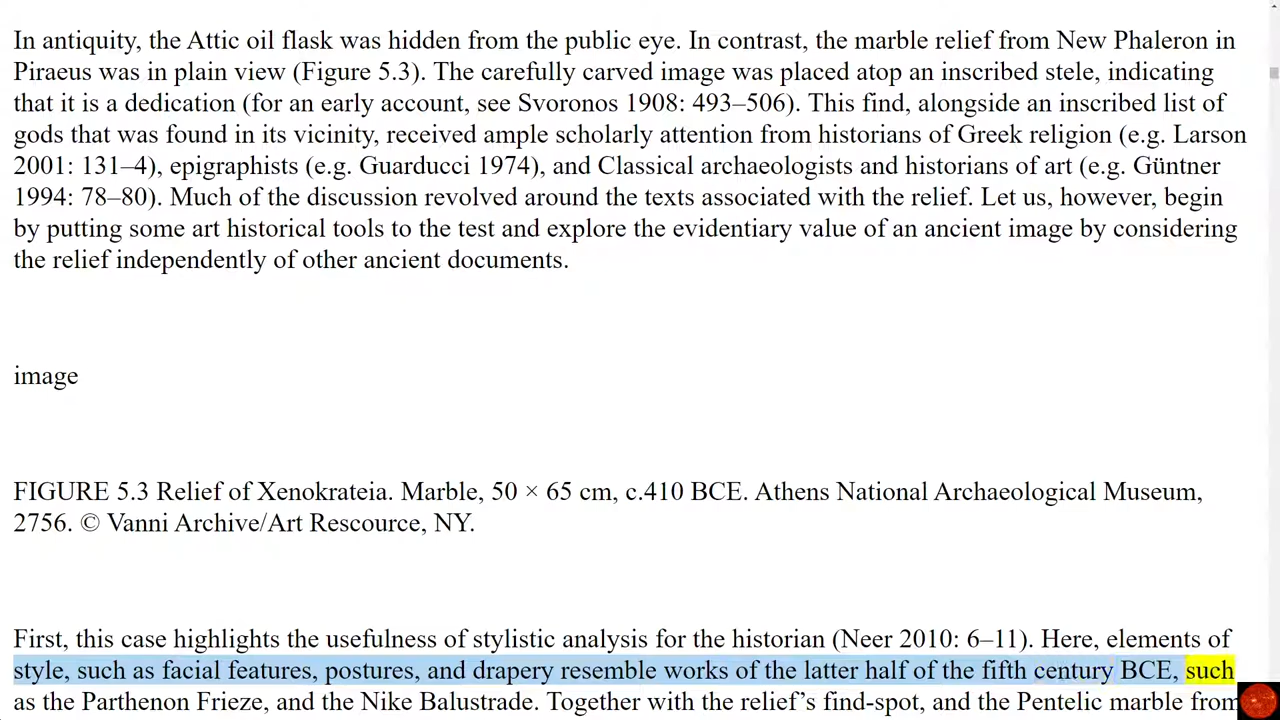 In antiquity, the Attic oil flask was hidden from the public eye. In contrast, the marble relief from New Phaleron in
Piraeus was in plain view (Figure 5.3). The carefully carved image was placed atop an inscribed stele, indicating
that it is a dedication (for an early account, see Svoronos 1908: 493–506). This find, alongside an inscribed list of
gods that was found in its vicinity, received ample scholarly attention from historians of Greek religion (e.g. Larson
2001: 131–4), epigraphists (e.g. Guarducci 1974), and Classical archaeologists and historians of art (e.g. Güntner
1994: 78–80). Much of the discussion revolved around the texts associated with the relief. Let us, however, begin
by putting some art historical tools to the test and explore the evidentiary value of an ancient image by considering
the relief independently of other ancient documents.
image
FIGURE 5.3 Relief of Xenokrateia. Marble, 50 × 65 cm, c.410 BCE. Athens National Archaeological Museum,
2756. © Vanni Archive/Art Rescource, NY.
First, this case highlights the usefulness of stylistic analysis for the historian (Neer 2010: 6–11). Here, elements of
style, such as facial features, postures, and drapery resemble works of the latter half of the fifth century BCE, such
as the Parthenon Frieze, and the Nike Balustrade. Together with the relief’s find-spot, and the Pentelic marble from